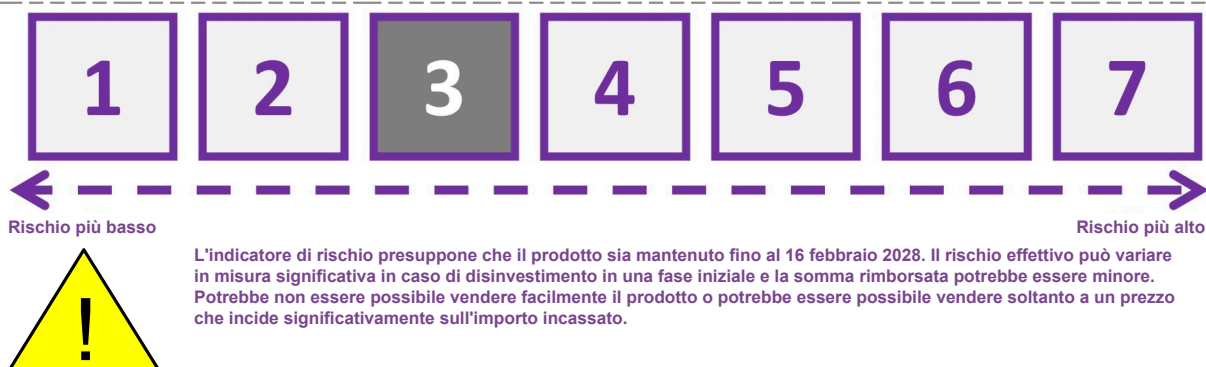 1 2 3 4 5 6 7
Rischio più basso Rischio più alto
L'indicatore di rischio presuppone che il prodotto sia mantenuto fino al 16 febbraio 2028. Il rischio effettivo può variare
in misura significativa in caso di disinvestimento in una fase iniziale e la somma rimborsata potrebbe essere minore.
Potrebbe non essere possibile vendere facilmente il prodotto o potrebbe essere possibile vendere soltanto a un prezzo
che incide significativamente sull'importo incassato.
!